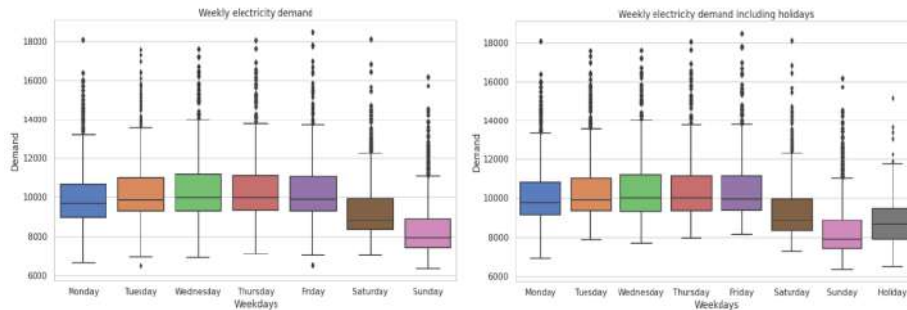 Weekly electricity demand
18000
16000
14000
12000
10000
8000
6000
Demand
Monday Tuesday Wednesday Thursday Friday Saturday Sunday
Weekdays
Weekly electricity demand including holidays
18000
16000
14000
12000
10000
8000
6000
Demand
Monday Tuesday Wednesday Thursday Friday Saturday Sunday Holiday
Weekdays